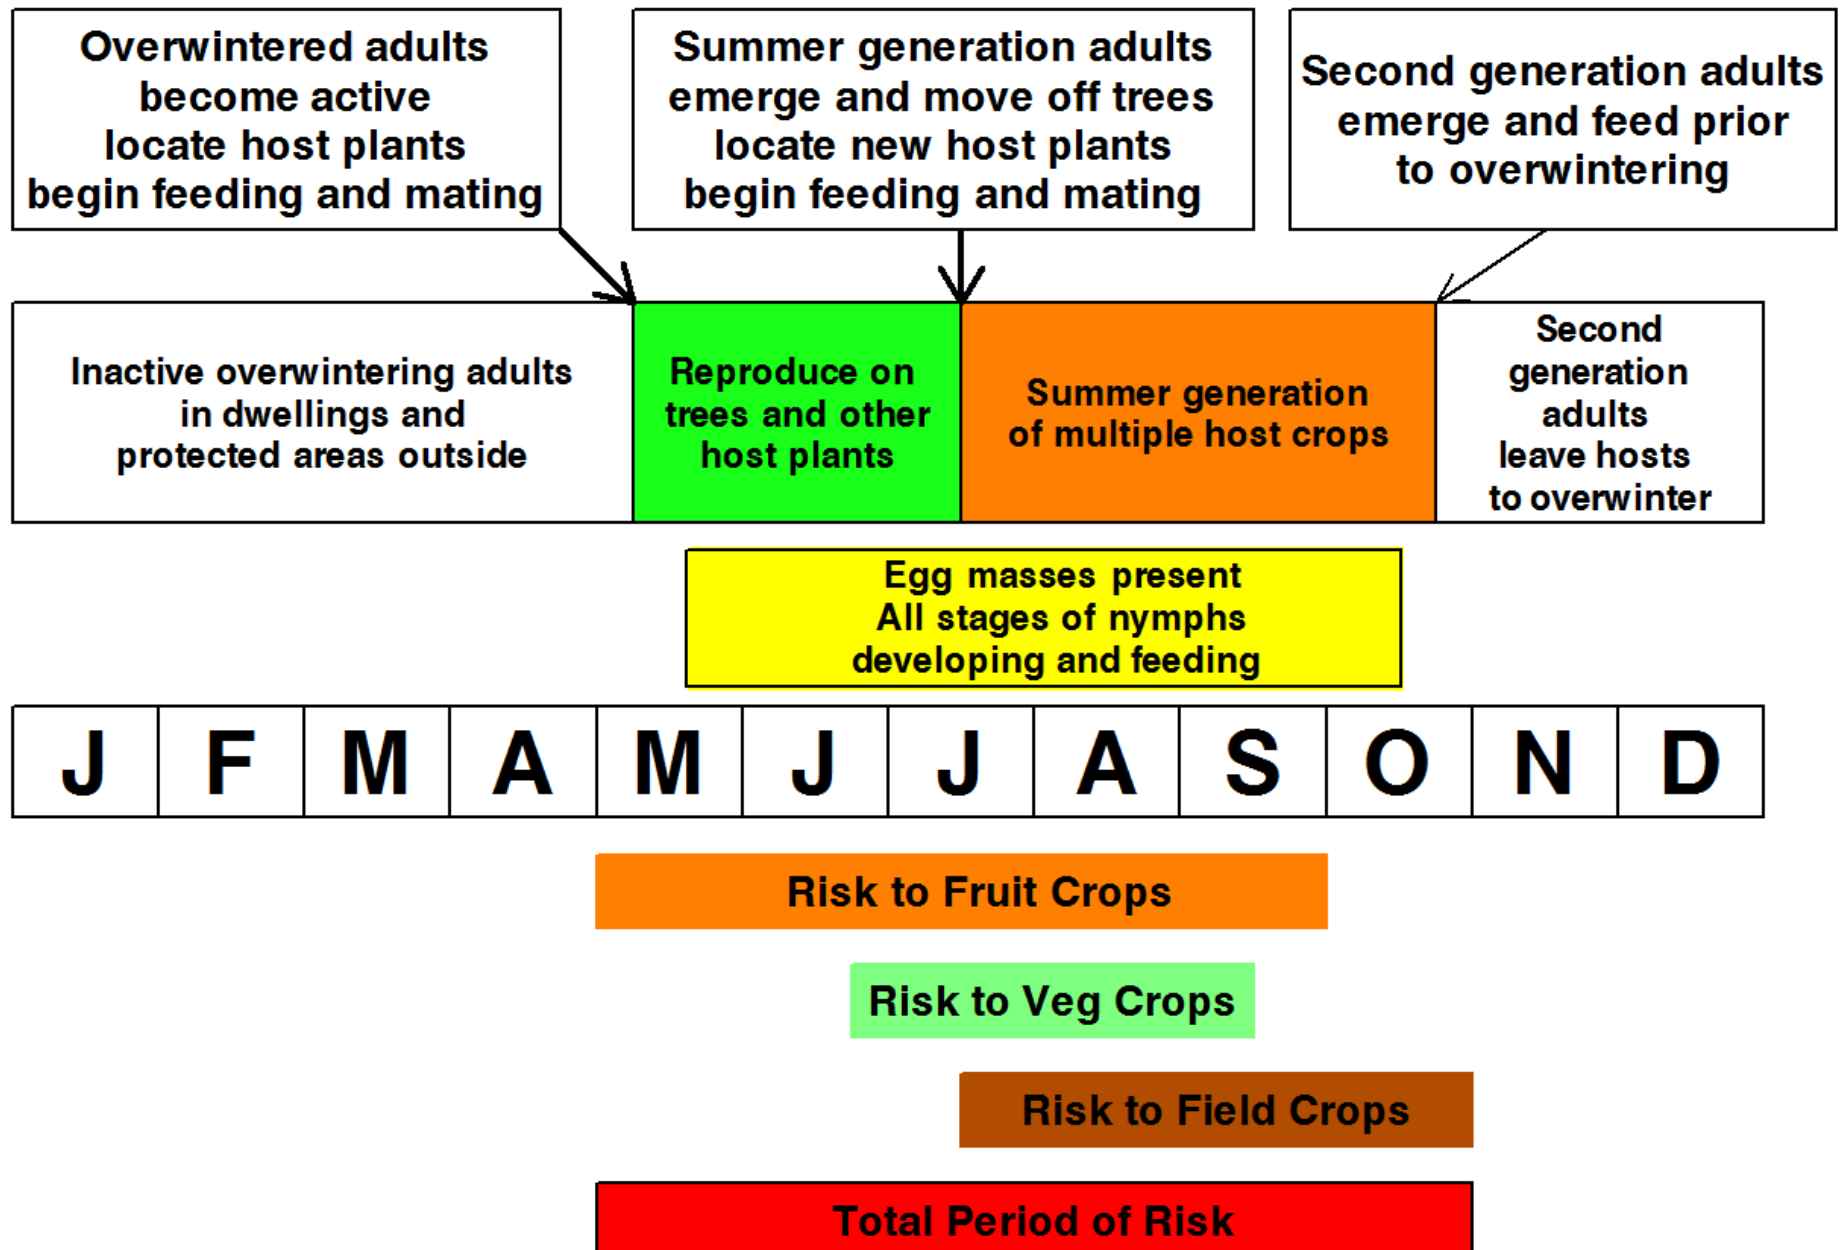 Overwintered adults
become active
locate host plants
begin feeding and mating
Summer generation adults
emerge and move off trees
locate new host plants
begin feeding and mating
Second generation adults
emerge and feed prior
to overwintering
Inactive overwintering adults
in dwellings and
protected areas outside
Reproduce on
trees and other
host plants
Summer generation
of multiple host crops
Second
generation
adults
leave hosts
to overwinter
Egg masses present
All stages of nymphs
developing and feeding
J F M A M J J A S O N D
Risk to Fruit Crops
Risk to Veg Crops
Risk to Field Crops
Total Period of Risk